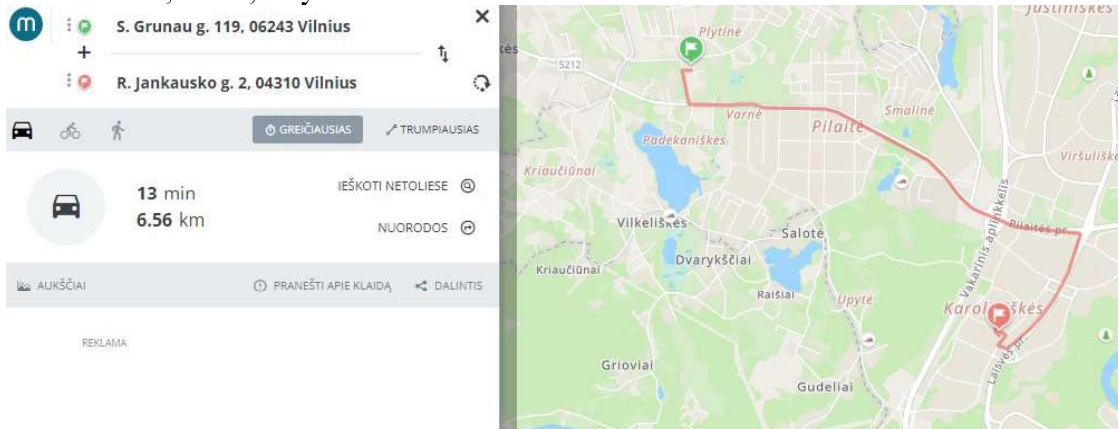 m
S. Grunau g. 119, 06243 Vilnius
R. Jankausko g. 2, 04310 Vilnius
GREIČIAUSIAS
TRUMPIAUSIAS
13 min
6.56 km
IEŠKOTI NETOLIESE
NUORODOS
AUKŠČIAI
PRANEŠTI APIE KLAIDĄ
DALINTIS
REKLAMA
Justiniškės
Plytinė
5212
Varnė
Smalinė
Pilaitė
Padekaniškės
Kriaučiūnai
Viršuliškė
Vilkeliškės
Salotė
Vakarinis aplinkkelis
Pilaitės pr.
Dvarykščiai
Kriaučiūnai
Raišiai
Upytė
Karoliniškės
Laisvės pr.
Grioviai
Gudeliai